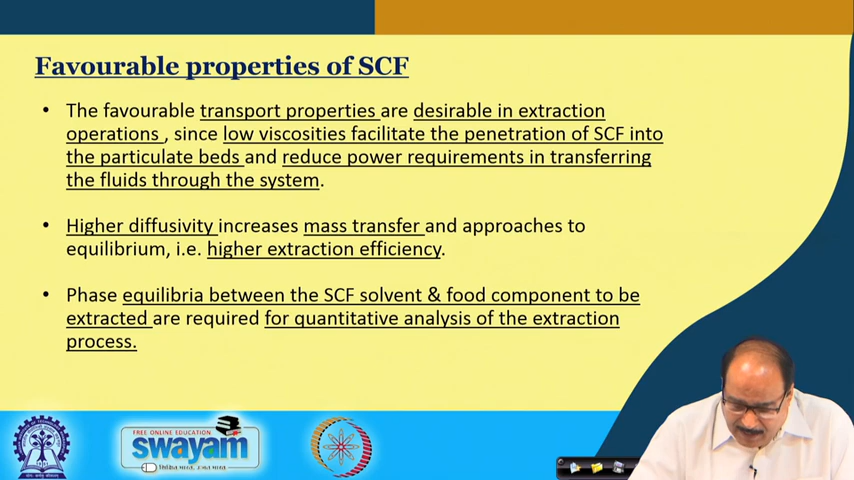 Favourable properties of SCF
• The favourable transport properties are desirable in extraction
operations , since low viscosities facilitate the penetration of SCF into
the particulate beds and reduce power requirements in transferring
the fluids through the system.
• Higher diffusivity increases mass transfer and approaches to
equilibrium, i.e. higher extraction efficiency.
• Phase equilibria between the SCF solvent & food component to be
extracted are required for quantitative analysis of the extraction
process.
FREE ONLINE EDUCATION
swayam